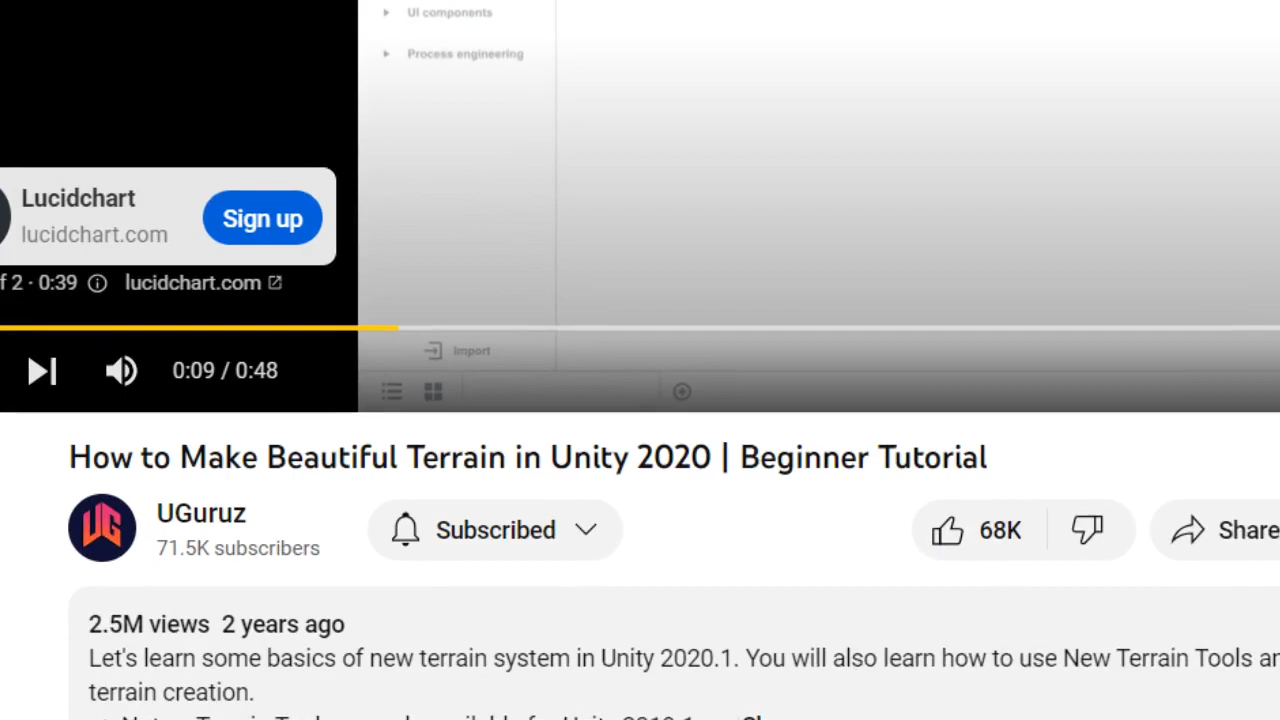 UI components
Process engineering
Lucidchart
Sign up
lucidchart.com
f 2 · 0:39 lucidchart.com
0:09 / 0:48
Import
How to Make Beautiful Terrain in Unity 2020 | Beginner Tutorial
UG
UGuruz
71.5K subscribers
Subscribed
68K
Share
2.5M views 2 years ago
Let's learn some basics of new terrain system in Unity 2020.1. You will also learn how to use New Terrain Tools
terrain creation.